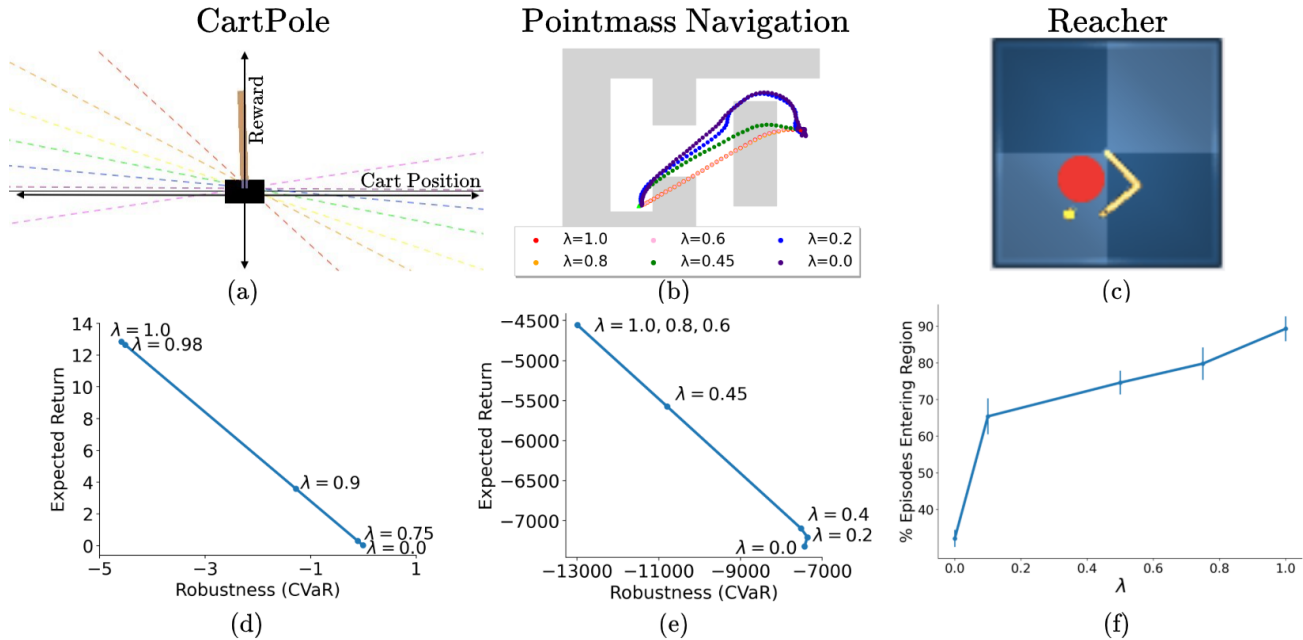 CartPole
Pointmass Navigation
Reacher
Reward
Cart Position
λ=1.0
λ=0.6
λ=0.2
λ=0.8
λ=0.45
λ=0.0
(a)
(b)
(c)
14
12
10
8
6
4
2
0
Expected Return
λ = 1.0
λ = 0.98
λ = 0.9
λ = 0.75
λ = 0.0
−5
−3
−1
1
Robustness (CVaR)
(d)
−4500
−5000
−5500
−6000
−6500
−7000
Expected Return
λ = 1.0, 0.8, 0.6
λ = 0.45
λ = 0.4
λ = 0.2
λ = 0.0
−13000
−11000
−9000
−7000
Robustness (CVaR)
(e)
90
80
70
60
50
40
% Episodes Entering Region
0.0
0.2
0.4
0.6
0.8
1.0
λ
(f)